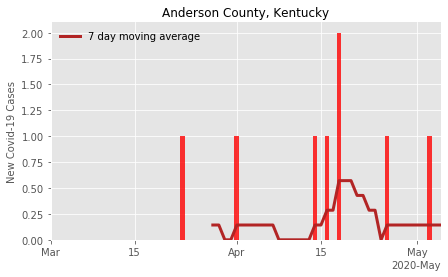 Anderson County, Kentucky
7 day moving average
New Covid-19 Cases
2.00
1.75
1.50
1.25
1.00
0.75
0.50
0.25
0.00
Mar
15
Apr
15
May
2020-May